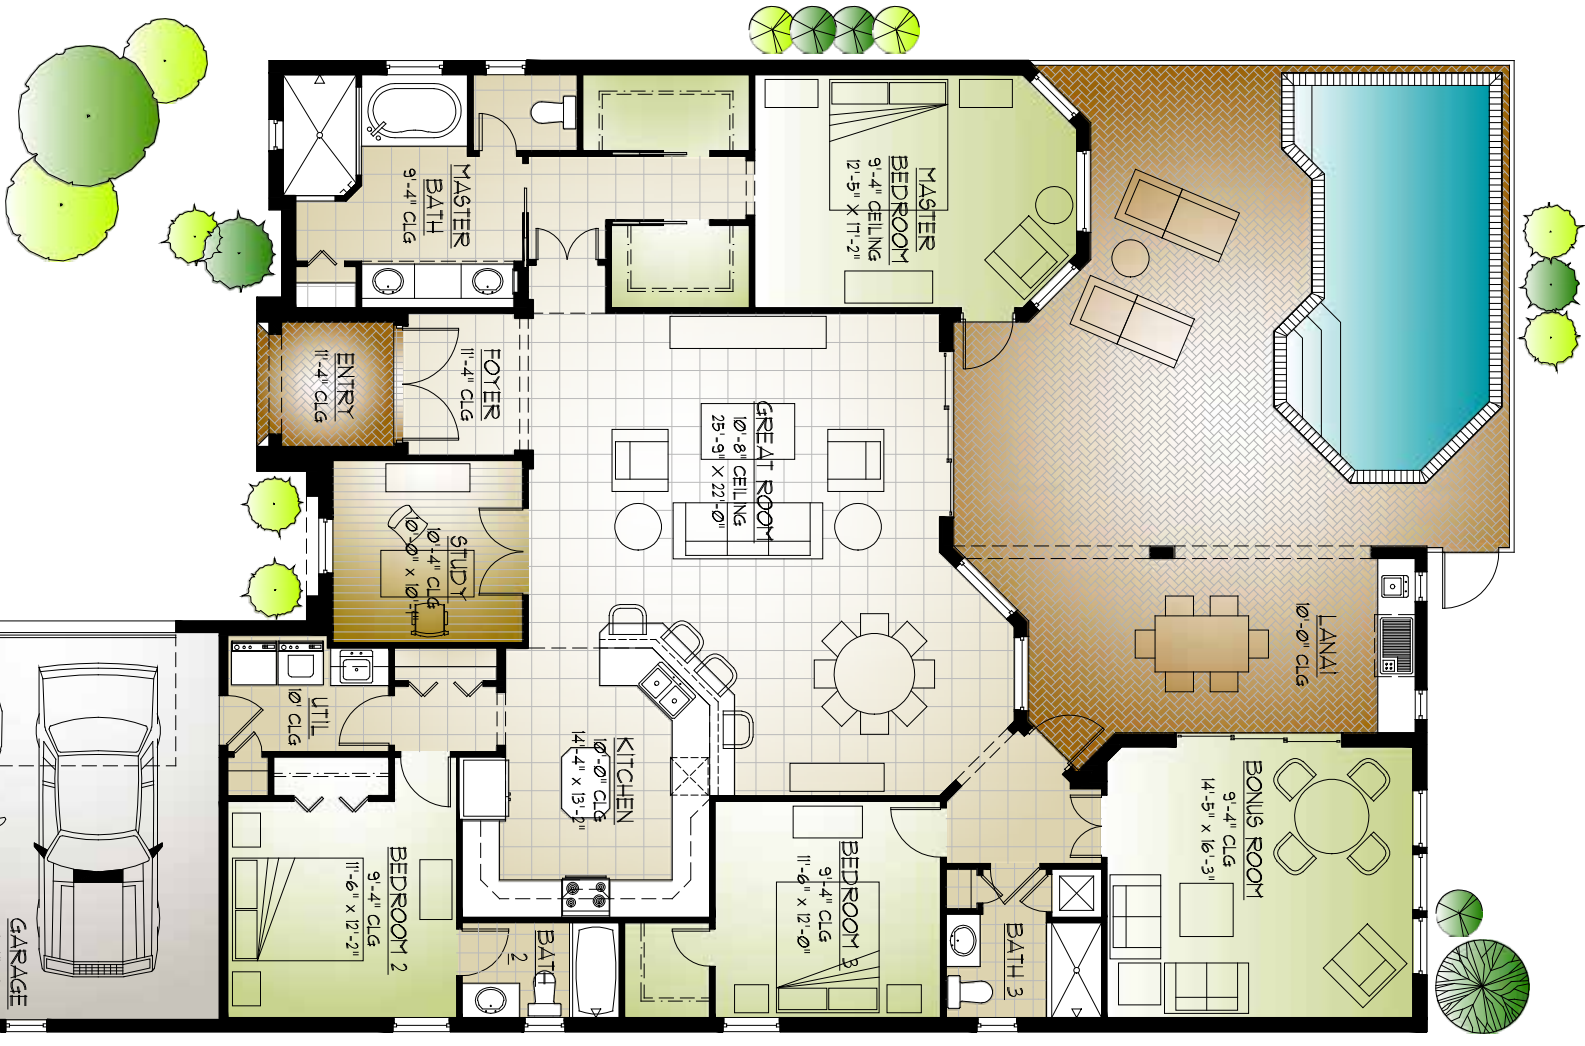 MASTER
BATH
9'-4" CLG
MASTER
BEDROOM
9'-4" CEILING
12'-5" X 17'-2"
ENTRY
11'-4" CLG
FOYER
11'-4" CLG
GREAT ROOM
10'-8" CEILING
25'-9" X 22'-0"
STUDY
10'-4" CLG
LANAI
10'-0" CLG
UTIL
10' CLG
KITCHEN
10'-0" CLG
14'-4" X 13'-2"
BONUS ROOM
9'-4" CLG
14'-5" X 16'-3"
BEDROOM 2
9'-4" CLG
11'-6" X 12'-2"
BEDROOM 3
9'-4" CLG
11'-6" X 12'-0"
BATH
2
BATH 3
GARAGE